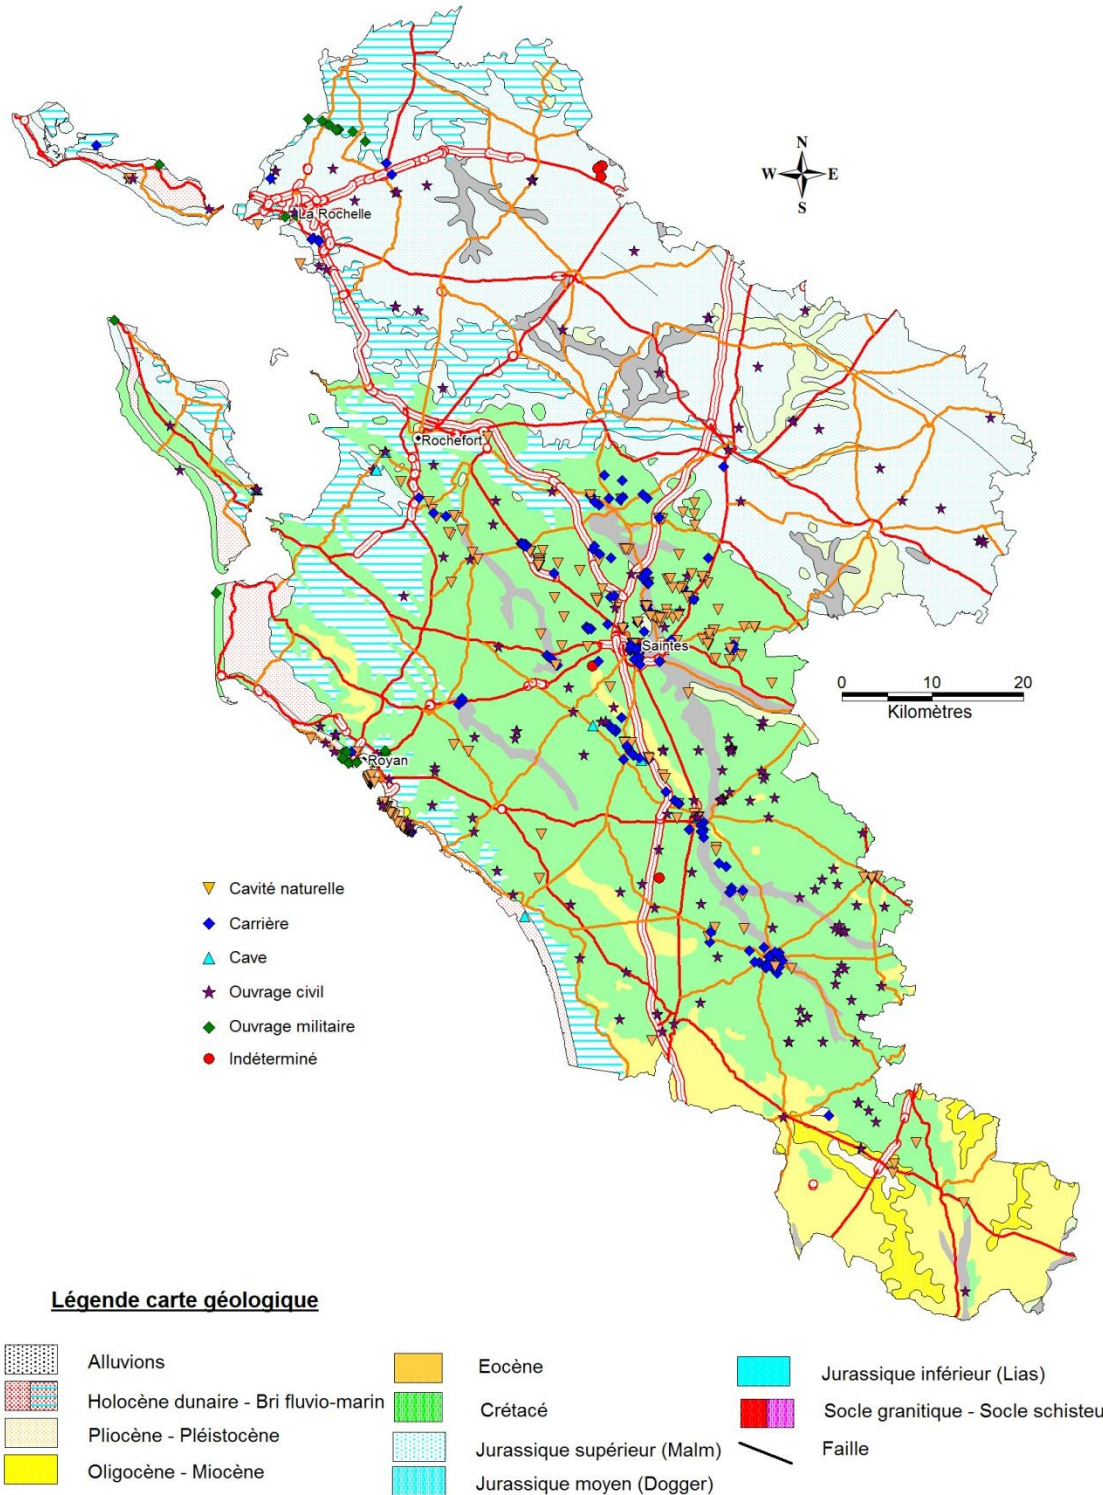 N
W E
S
La Rochelle
Rochefort
Saintes
0 10 20
Kilomètres
Royan
Cavité naturelle
Carrière
Cave
Ouvrage civil
Ouvrage militaire
Indéterminé
Légende carte géologique
Alluvions
Holocène dunaire - Bri fluvio-marin
Pliocène - Pléistocène
Oligocène - Miocène
Eocène
Crétacé
Jurassique supérieur (Malm)
Jurassique moyen (Dogger)
Jurassique inférieur (Lias)
Socle granitique - Socle schisteu
Faille